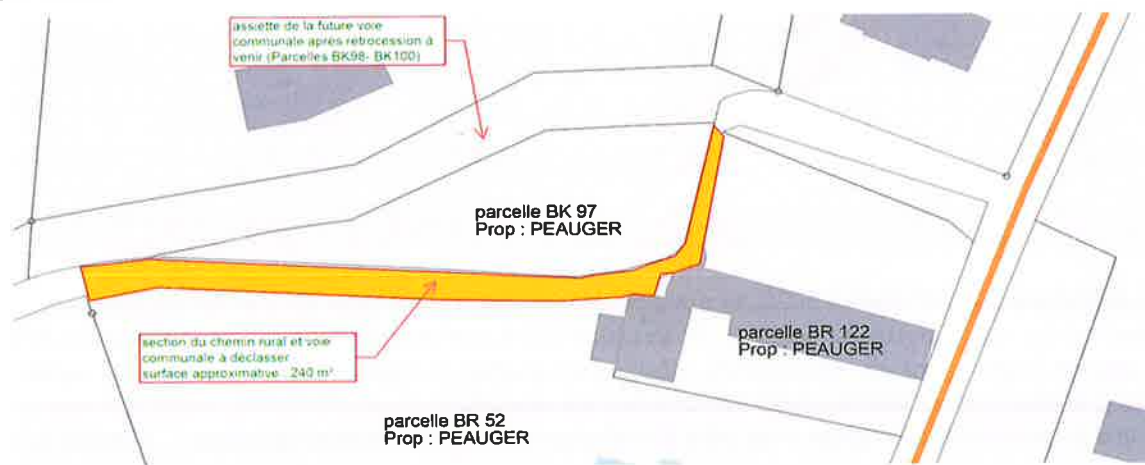 assiette de la future voie
communale après rétrocession à
venir (Parcelles BK98- BK100)
parcelle BK 97
Prop : PEAUGER
section du chemin rural et voie
communale à déclasser
surface approximative : 240 m²
parcelle BR 122
Prop : PEAUGER
parcelle BR 52
Prop : PEAUGER